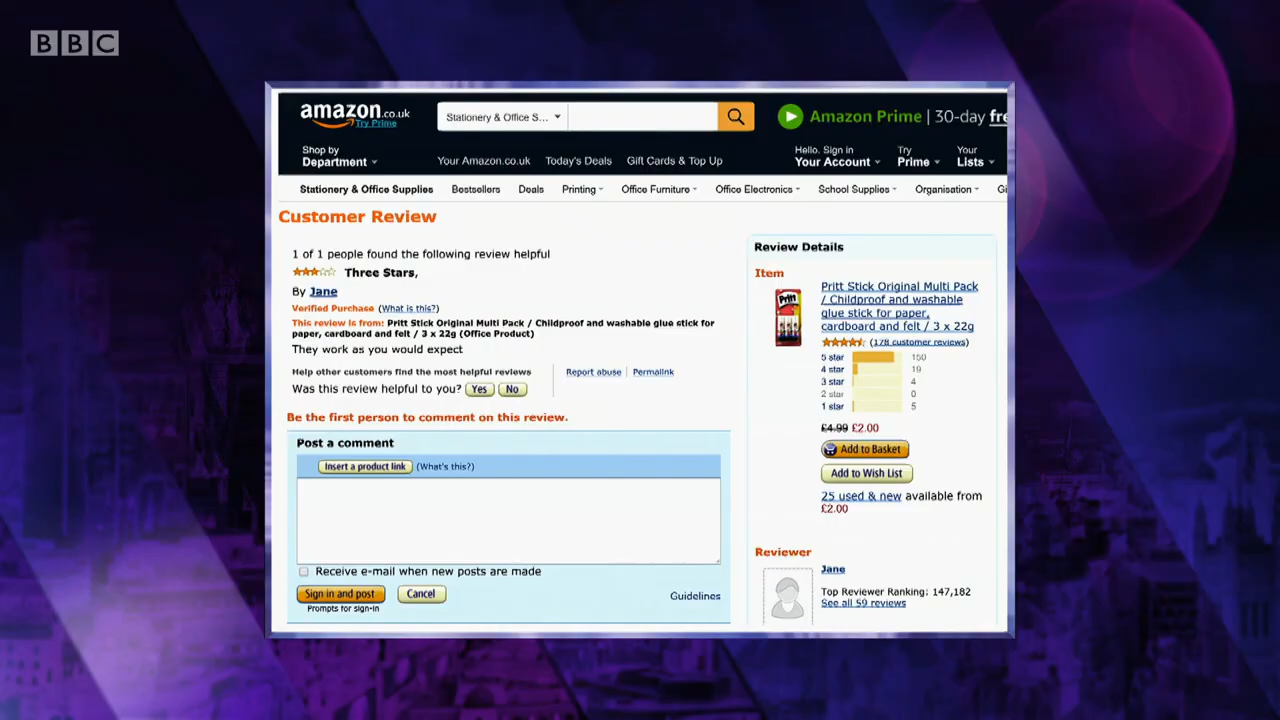 BBC
amazon.co.uk
Try Prime
Stationery & Office S...
Amazon Prime | 30-day fre
Shop by
Department
Your Amazon.co.uk Today's Deals Gift Cards & Top Up
Hello. Sign in
Your Account
Try
Prime
Your
Lists
Stationery & Office Supplies Bestsellers Deals Printing Office Furniture Office Electronics School Supplies Organisation Gi
Customer Review
1 of 1 people found the following review helpful
Three Stars,
By Jane
Verified Purchase (What is this?)
This review is from: Pritt Stick Original Multi Pack / Childproof and washable glue stick for
paper, cardboard and felt / 3 x 22g (Office Product)
They work as you would expect
Help other customers find the most helpful reviews
Was this review helpful to you? Yes No
Report abuse | Permalink
Be the first person to comment on this review.
Post a comment
Insert a product link (What's this?)
Receive e-mail when new posts are made
Sign in and post Cancel
Prompts for sign-in
Guidelines
Review Details
Item
Pritt
Pritt Stick Original Multi Pack
/ Childproof and washable
glue stick for paper,
cardboard and felt / 3 x 22g
(178 customer reviews)
5 star 150
4 star 19
3 star 4
2 star 0
1 star 5
£4.99 £2.00
Add to Basket
Add to Wish List
25 used & new available from
£2.00
Reviewer
Jane
Top Reviewer Ranking: 147,182
See all 59 reviews